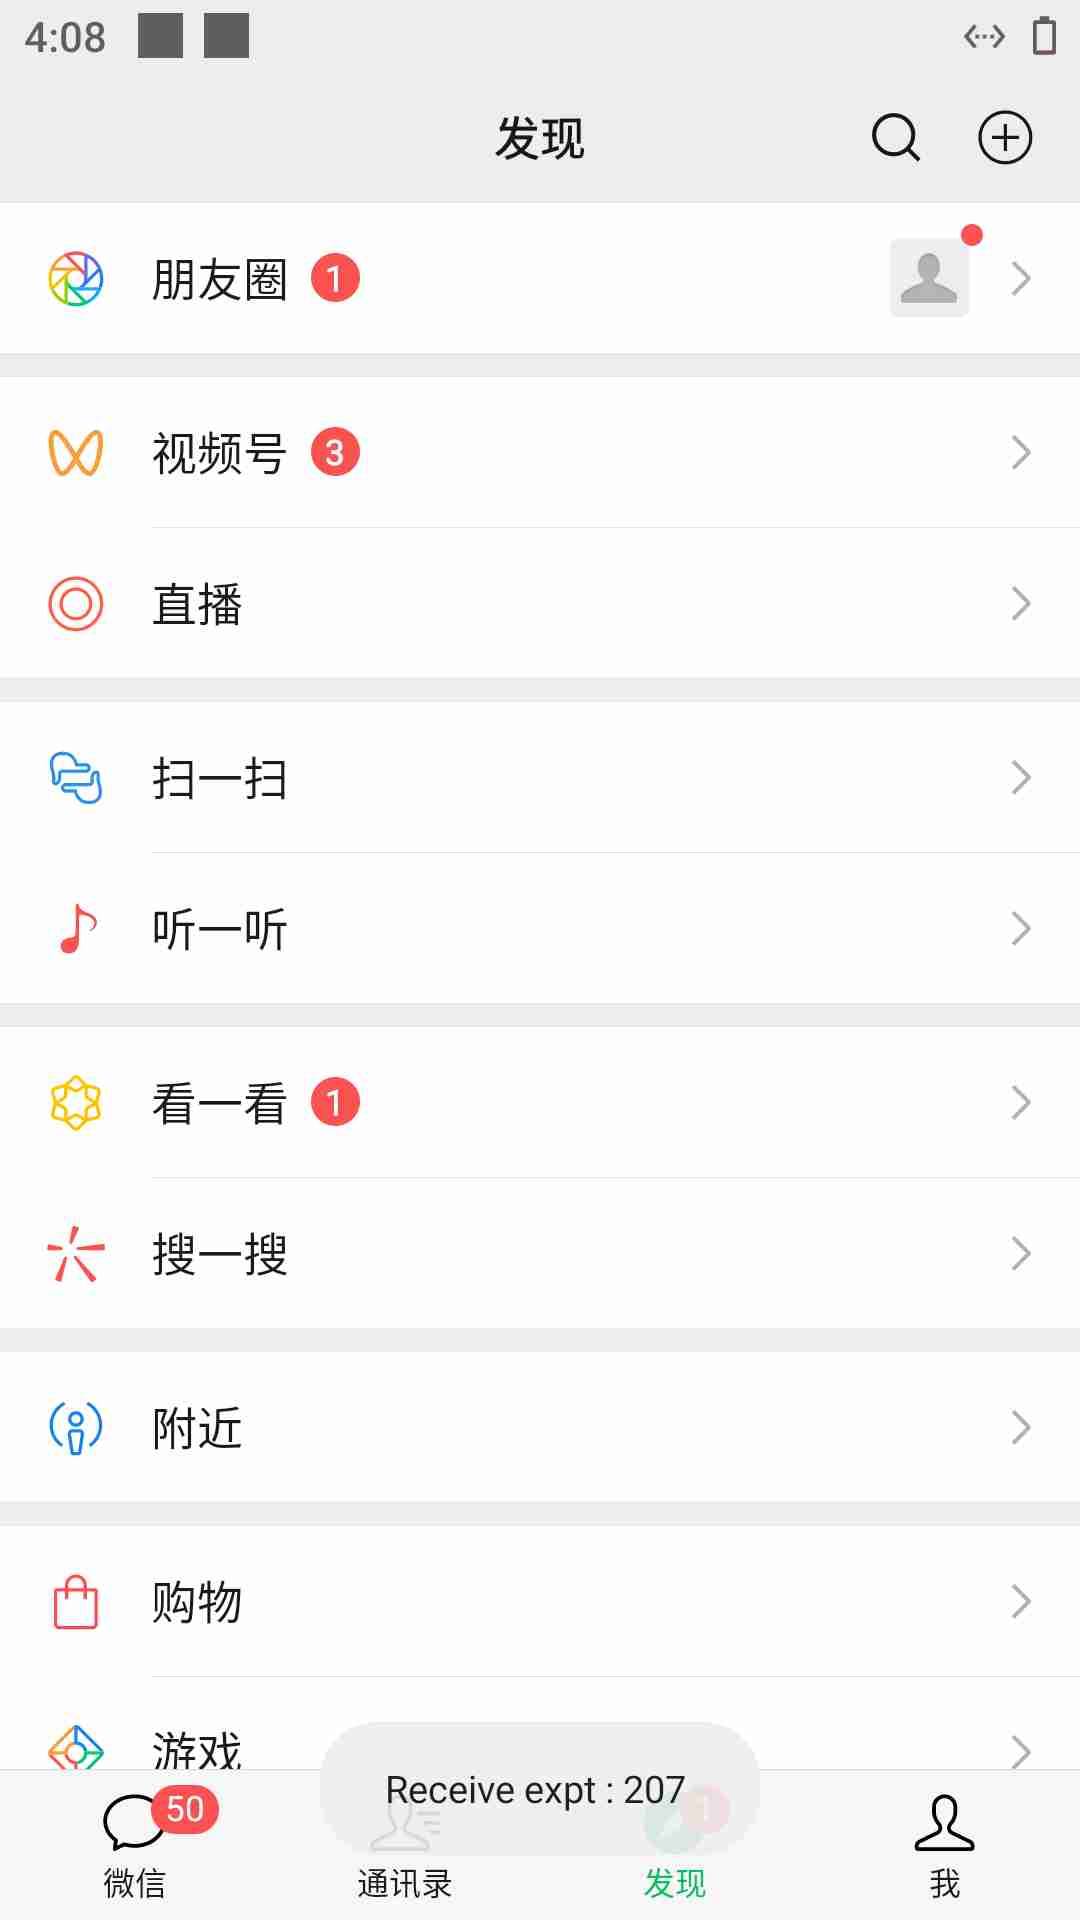 4:08
发现
朋友圈 1
视频号 3
直播
扫一扫
听一听
看一看 1
搜一搜
附近
购物
游戏
Receive expt : 207
50 1
微信 通讯录 发现 我